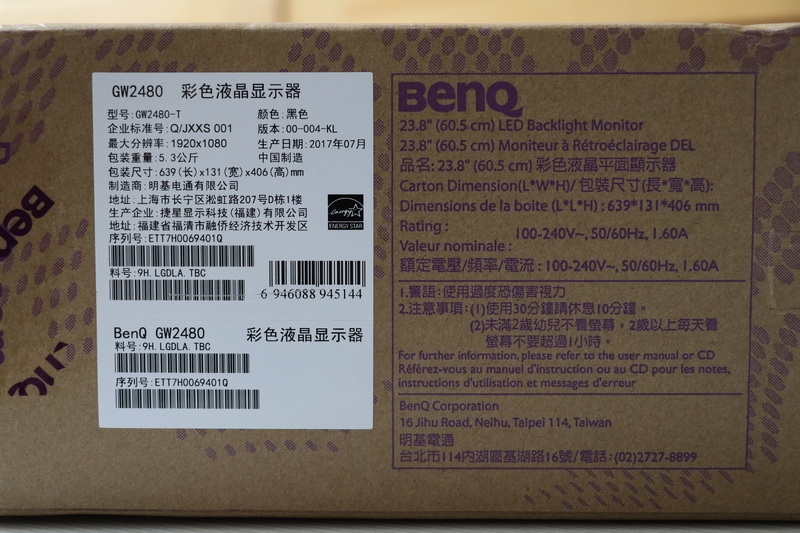 GW2480 彩色液晶显示器
型号:GW2480-T 颜色:黑色
企业标准号:Q/JXXS 001 版本:00-004-KL
最大分辨率:1920x1080 生产日期:2017年07月
包装重量:5.3公斤 中国制造
包装尺寸:639(长)x131(宽)x406(高)mm
制造商:明基电通有限公司
地址:上海市长宁区淞虹路207号D栋1楼
生产企业:捷星显示科技(福建)有限公司
地址:福建省福清市融侨经济技术开发区
序列号:ETT7H0069401Q
ENERGY STAR
料号:9H.LGDLA.TBC
6 946088 945144
BenQ GW2480 彩色液晶显示器
料号:9H.LGDLA.TBC
序列号:ETT7H0069401Q
BenQ
23.8" (60.5 cm) LED Backlight Monitor
23.8" (60.5 cm) Moniteur à Rétroéclairage DEL
品名: 23.8" (60.5 cm) 彩色液晶平面顯示器
Carton Dimension(L*W*H)/ 包裝尺寸(長*寬*高):
Dimensions de la boite (L*L*H) : 639*131*406 mm
Rating :
100-240V~, 50/60Hz, 1.60A
Valeur nominale :
額定電壓/頻率/電流 : 100-240V~, 50/60Hz, 1.60A
1.警語:使用過度恐傷害視力
2.注意事項:(1)使用30分鐘請休息10分鐘。
(2)未滿2歲幼兒不看螢幕,2歲以上每天看
螢幕不要超過1小時。
For further information, please refer to the user manual or CD
Référez-vous au manuel d'instruction ou au CD pour les notes,
instructions d'utilisation et messages d'erreur
BenQ Corporation
16 Jihu Road, Neihu, Taipei 114, Taiwan
明基電通
台北市114內湖區基湖路16號/電話:(02)2727-8899